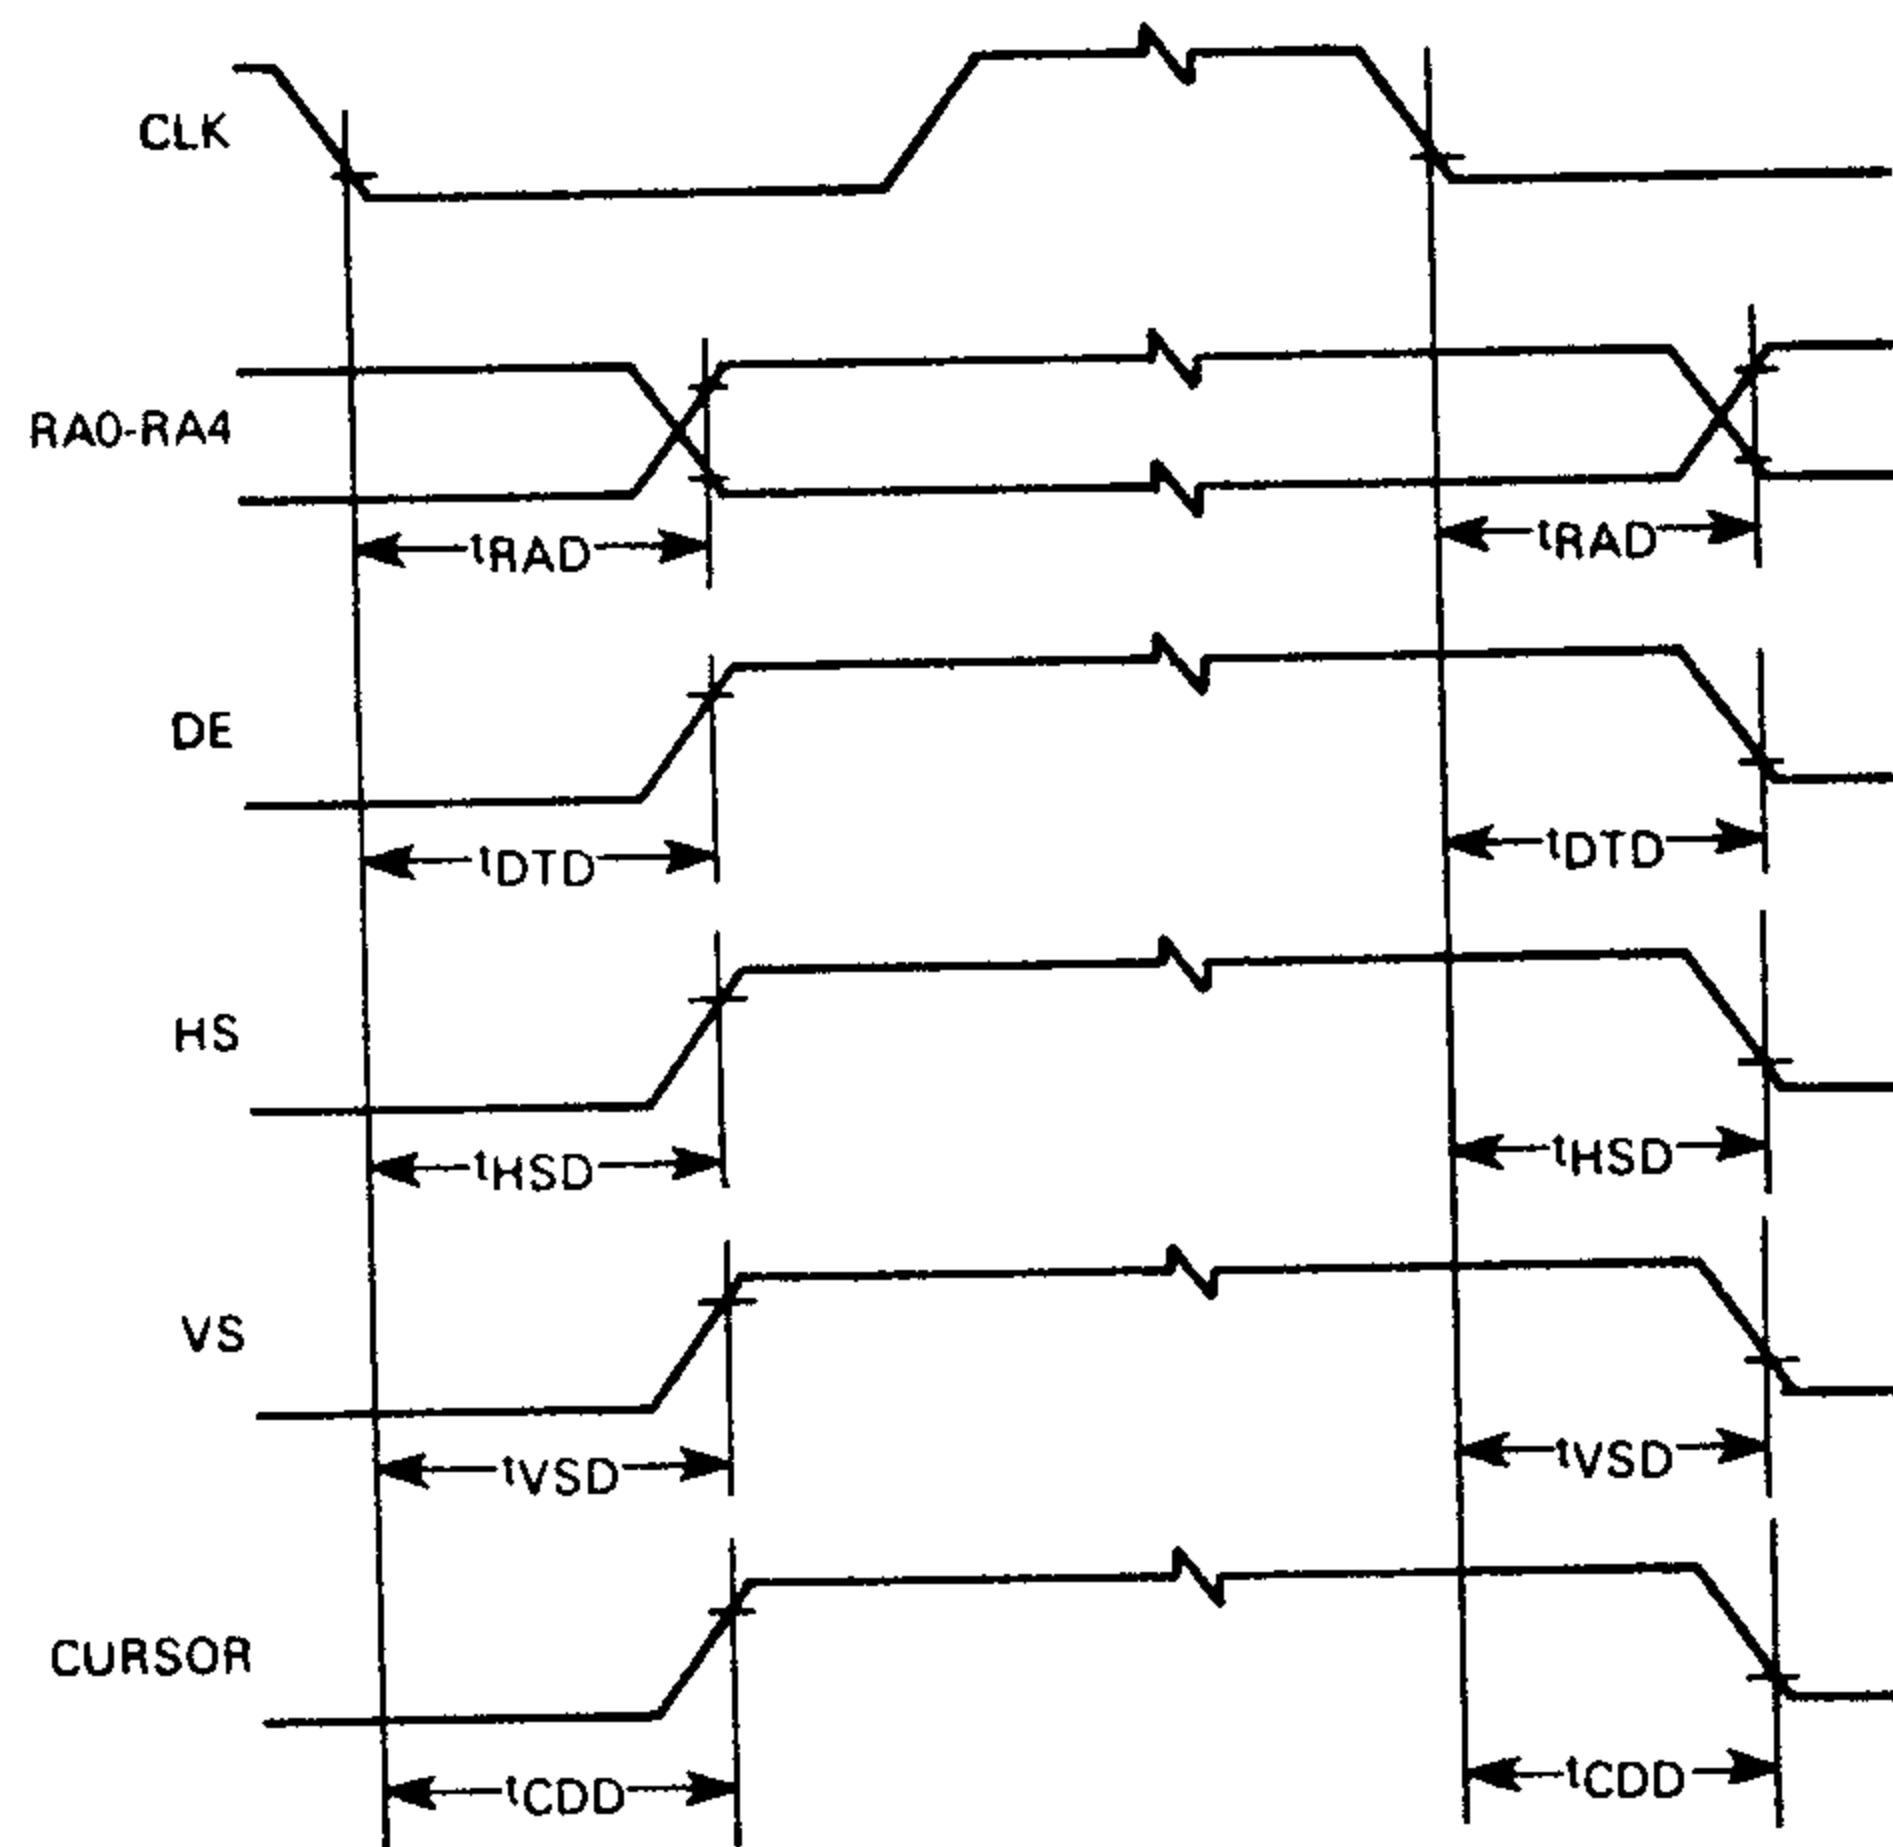 CLK
RA0-RA4
tRAD tRAD
DE
tDTD tDTD
HS
tHSD tHSD
VS
tVSD tVSD
CURSOR
tCDD tCDD